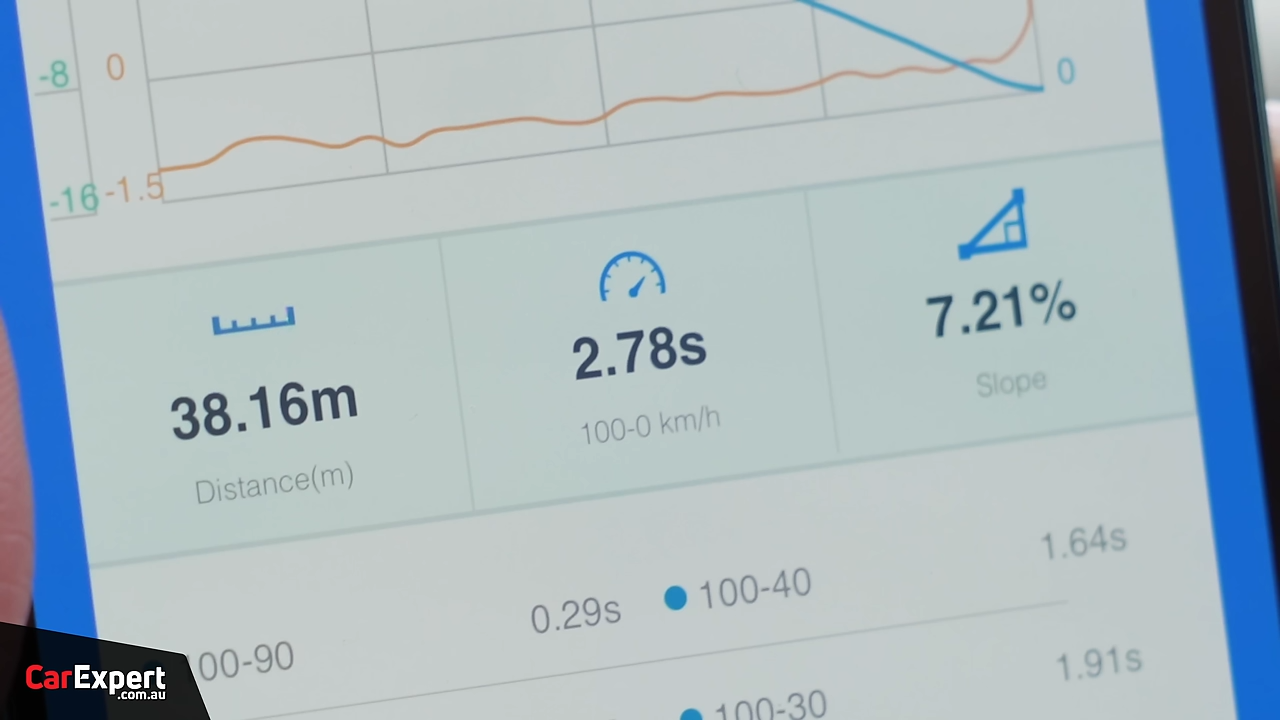 -8
0
0
-16
-1.5
38.16m
Distance(m)
2.78s
100-0 km/h
7.21%
Slope
00-90
0.29s
100-40
1.64s
100-30
1.91s
CarExpert
.com.au